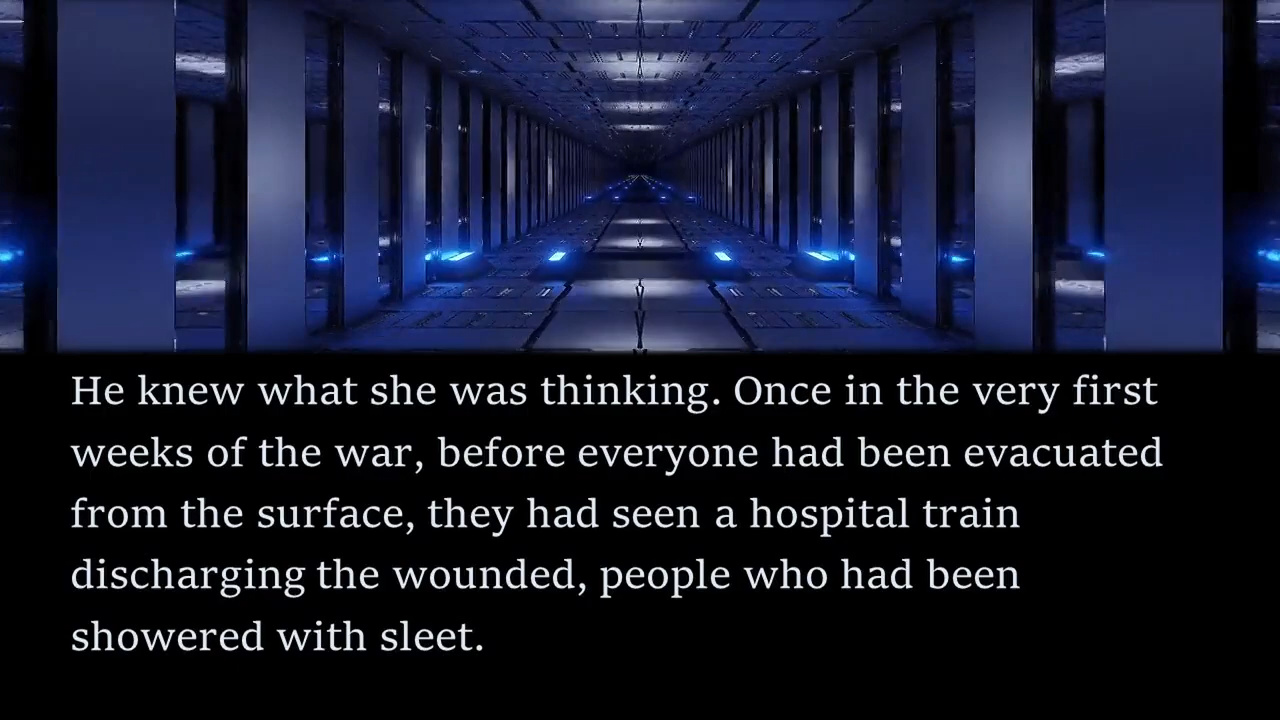 He knew what she was thinking. Once in the very first
weeks of the war, before everyone had been evacuated
from the surface, they had seen a hospital train
discharging the wounded, people who had been
showered with sleet.